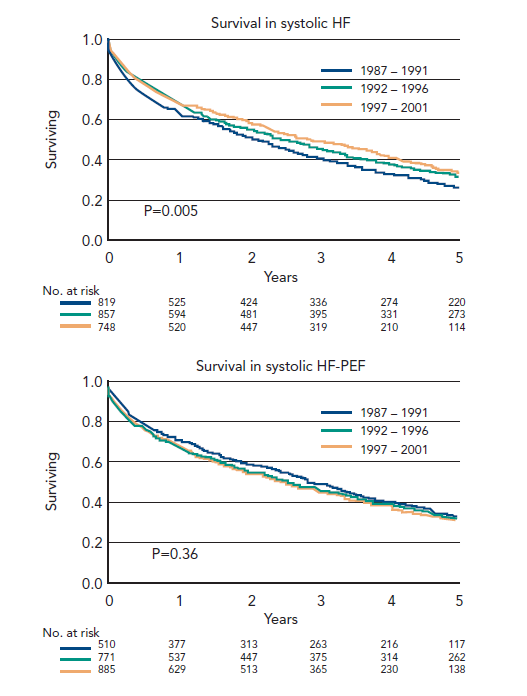 Survival in systolic HF
1.0
0.8
0.6
0.4
0.2
0.0
Surviving
1987 – 1991
1992 – 1996
1997 – 2001
P=0.005
0 1 2 3 4 5
Years
No. at risk
819 525 424 336 274 220
857 594 481 395 331 273
748 520 447 319 210 114
Survival in systolic HF-PEF
1.0
0.8
0.6
0.4
0.2
0.0
Surviving
1987 – 1991
1992 – 1996
1997 – 2001
P=0.36
0 1 2 3 4 5
Years
No. at risk
510 377 313 263 216 117
771 537 447 375 314 262
885 629 513 365 230 138